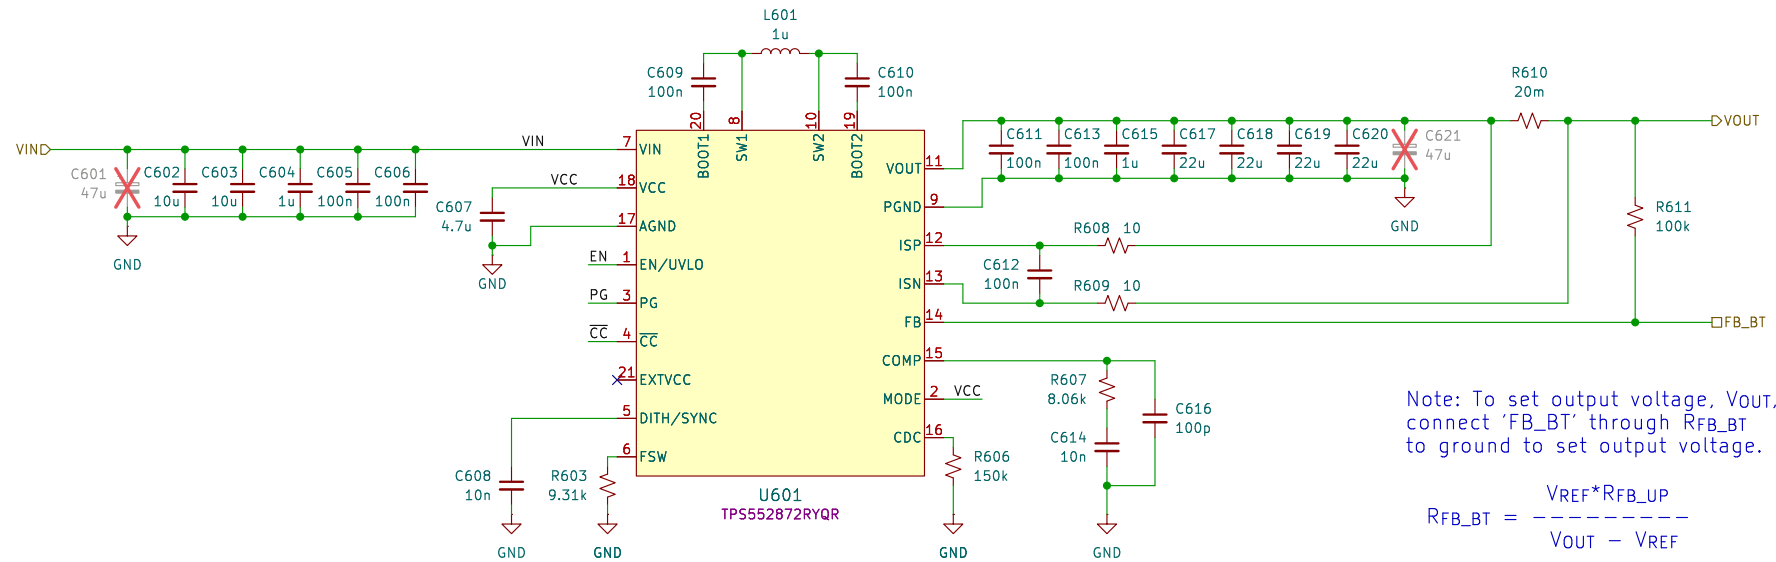 L601
1u
C609
100n
C610
100n
R610
20m
20
8
10
19
BOOT1
SW1
SW2
BOOT2
VIN
VIN
7
VIN
C601
47u
C602
10u
C603
10u
C604
1u
C605
100n
C606
100n
GND
VCC
18
VCC
C607
4.7u
GND
17
AGND
EN
1
EN/UVLO
PG
3
PG
CC
4
CC
21
EXTVCC
5
DITH/SYNC
C608
10n
GND
6
FSW
R603
9.31k
GND
U601
TPS552872RYQR
VOUT
11
C611
100n
C613
100n
C615
1u
C617
22u
C618
22u
C619
22u
C620
22u
C621
47u
GND
VOUT
PGND
9
ISP
12
R608 10
C612
100n
ISN
13
R609 10
R611
100k
FB
14
FB_BT
COMP
15
R607
8.06k
C616
100p
C614
10n
GND
MODE
2
VCC
CDC
16
R606
150k
GND
Note: To set output voltage, VOUT,
connect 'FB_BT' through RFB_BT
to ground to set output voltage.
VREF*RFB_UP
RFB_BT = ---------
VOUT - VREF